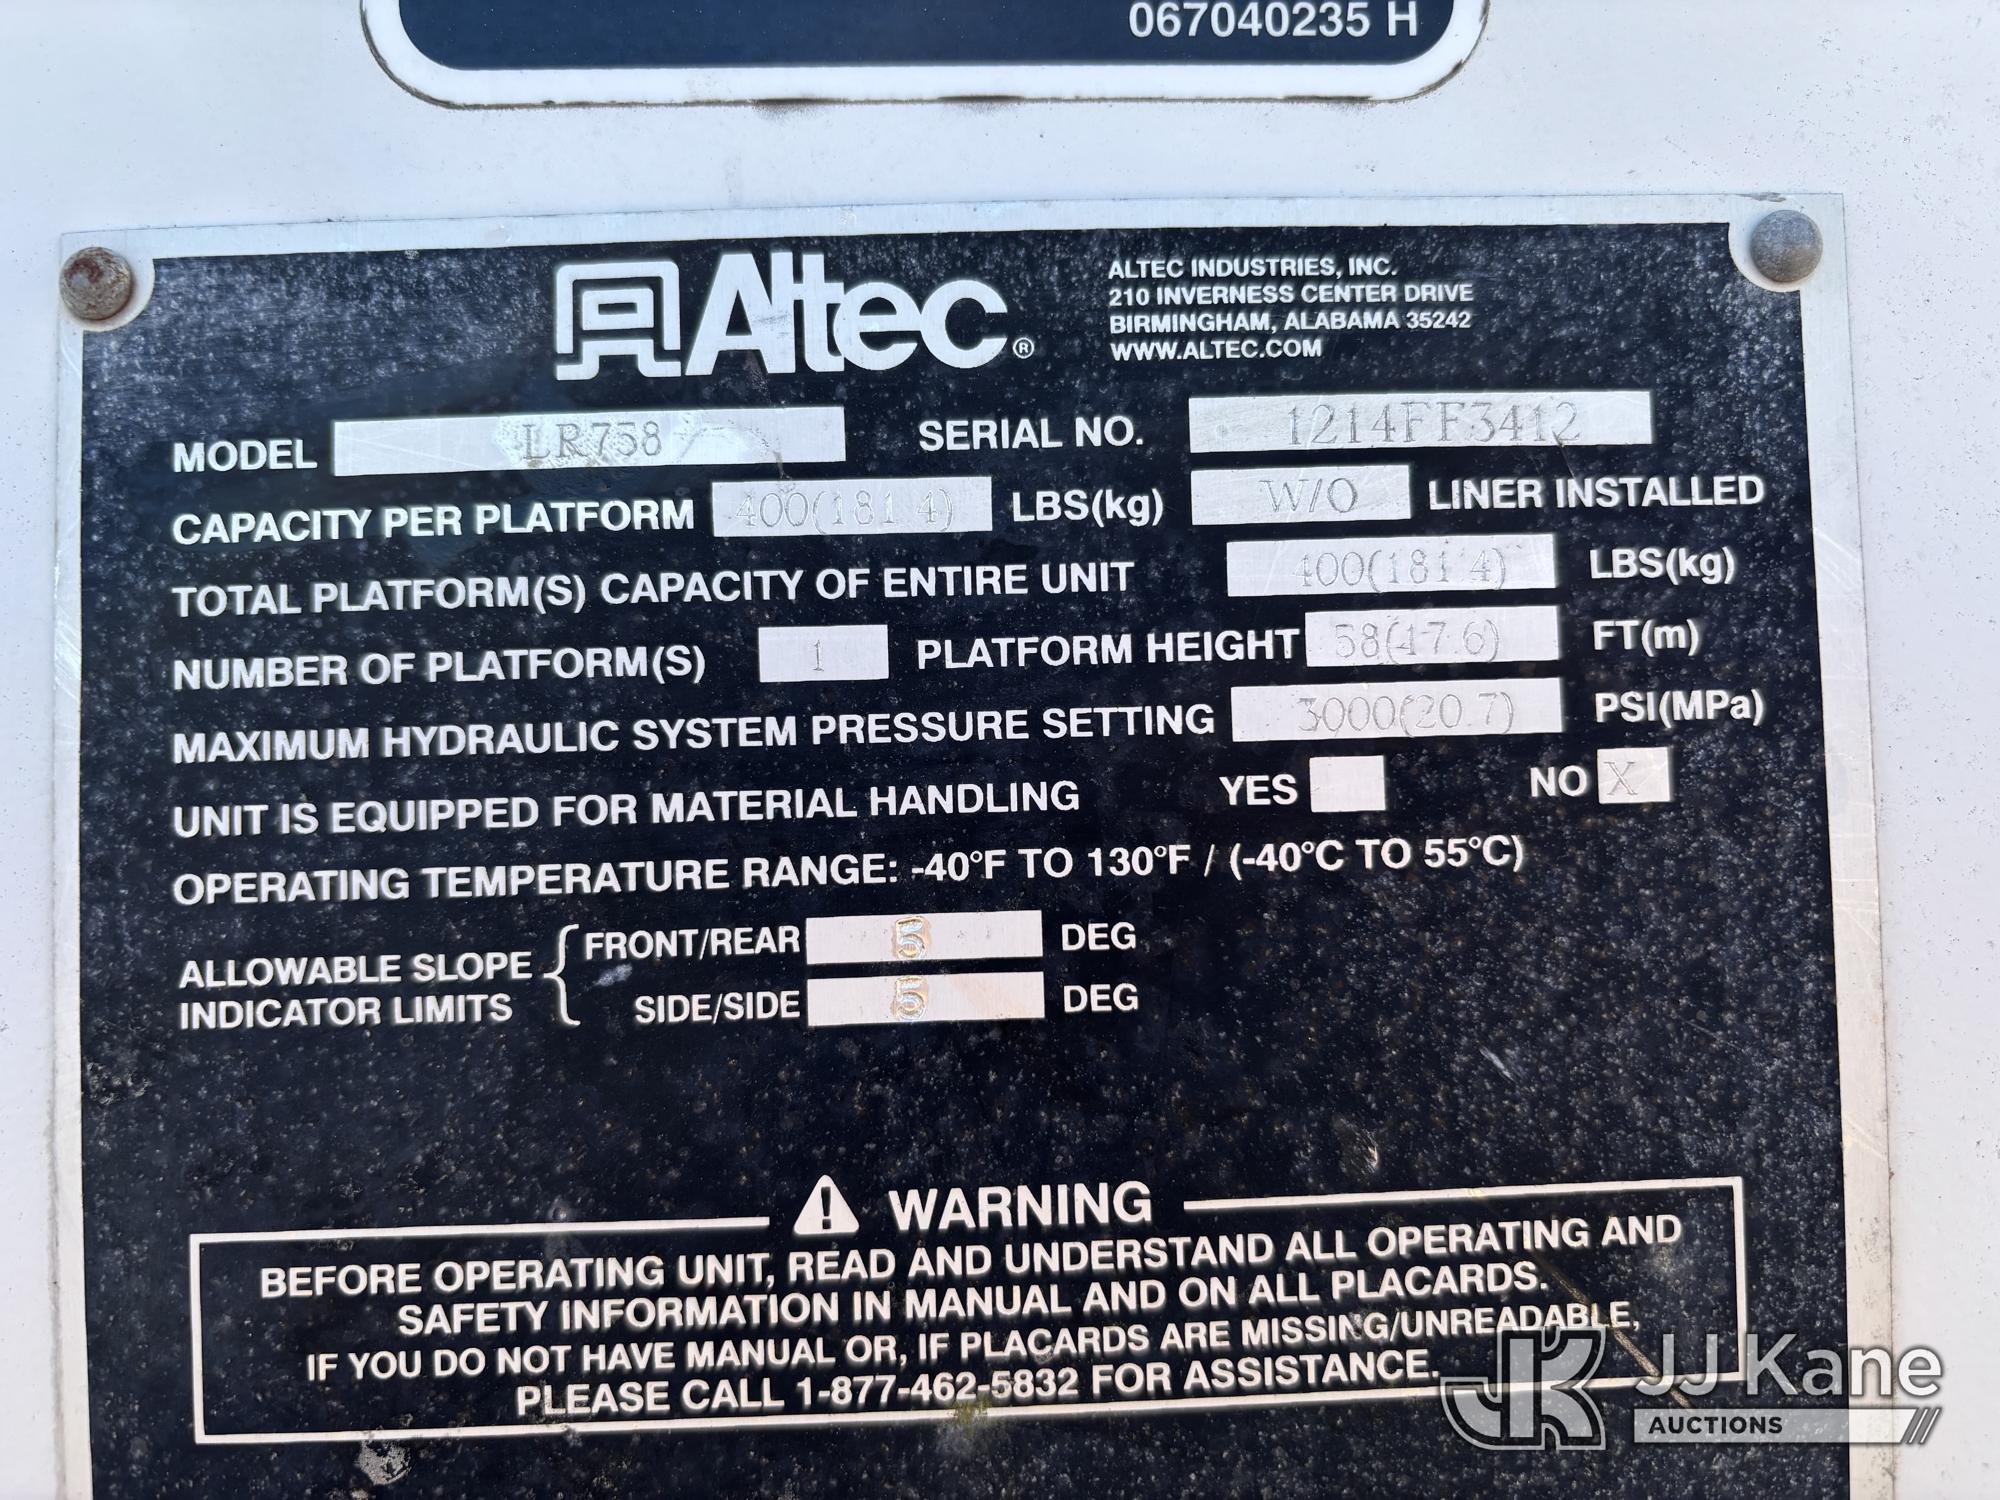 067040235 H
Altec®
ALTEC INDUSTRIES, INC.
210 INVERNESS CENTER DRIVE
BIRMINGHAM, ALABAMA 35242
WWW.ALTEC.COM
MODEL LR758 SERIAL NO. 1214FF3412
CAPACITY PER PLATFORM 400(181.4) LBS(kg) W/O LINER INSTALLED
TOTAL PLATFORM(S) CAPACITY OF ENTIRE UNIT 400(181.4) LBS(kg)
NUMBER OF PLATFORM(S) 1 PLATFORM HEIGHT 58(17.6) FT(m)
MAXIMUM HYDRAULIC SYSTEM PRESSURE SETTING 3000(20.7) PSI(MPa)
UNIT IS EQUIPPED FOR MATERIAL HANDLING YES NO X
OPERATING TEMPERATURE RANGE: -40°F TO 130°F / (-40°C TO 55°C)
ALLOWABLE SLOPE INDICATOR LIMITS
FRONT/REAR 5 DEG
SIDE/SIDE 5 DEG
WARNING
BEFORE OPERATING UNIT, READ AND UNDERSTAND ALL OPERATING AND
SAFETY INFORMATION IN MANUAL AND ON ALL PLACARDS.
IF YOU DO NOT HAVE MANUAL OR, IF PLACARDS ARE MISSING/UNREADABLE,
PLEASE CALL 1-877-462-5832 FOR ASSISTANCE.
JK JJ Kane
AUCTIONS